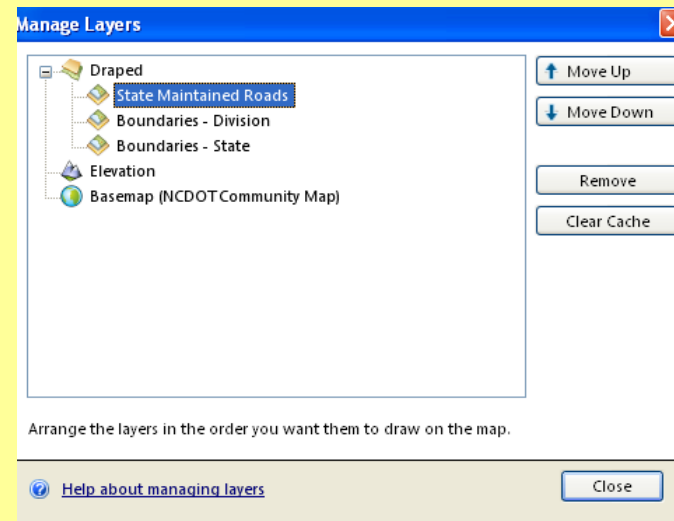 Manage Layers
Draped
State Maintained Roads
Boundaries - Division
Boundaries - State
Elevation
Basemap (NCDOT Community Map)
Move Up
Move Down
Remove
Clear Cache
Arrange the layers in the order you want them to draw on the map.
Help about managing layers
Close